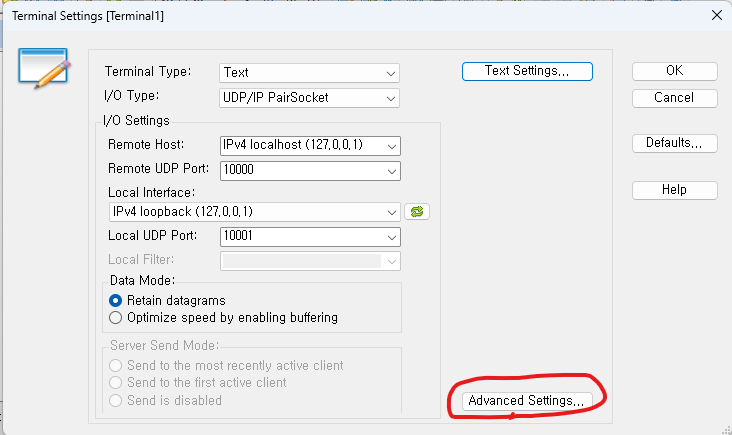 Terminal Settings [Terminal1]
Terminal Type: Text Text Settings... OK
I/O Type: UDP/IP PairSocket Cancel
I/O Settings
Remote Host: IPv4 localhost (127.0.0.1) Defaults...
Remote UDP Port: 10000
Local Interface: Help
IPv4 loopback (127.0.0.1)
Local UDP Port: 10001
Local Filter:
Data Mode:
Retain datagrams
Optimize speed by enabling buffering
Server Send Mode:
Send to the most recently active client
Send to the first active client
Send is disabled Advanced Settings...